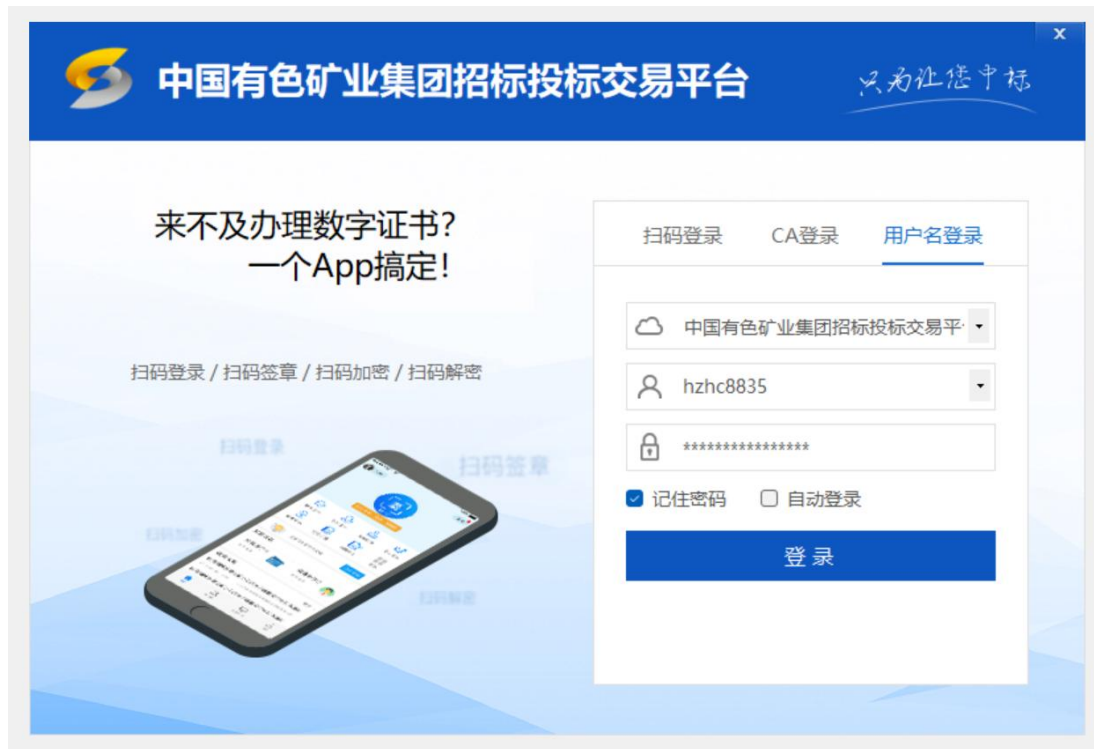 x
中国有色矿业集团招标投标交易平台
只为让您中标
来不及办理数字证书?
一个App搞定!
扫码登录 / 扫码签章 / 扫码加密 / 扫码解密
扫码登录
扫码签章
扫码加密
扫码解密
扫码登录 CA登录 用户名登录
中国有色矿业集团招标投标交易平
hzhc8835
****************
记住密码 自动登录
登 录